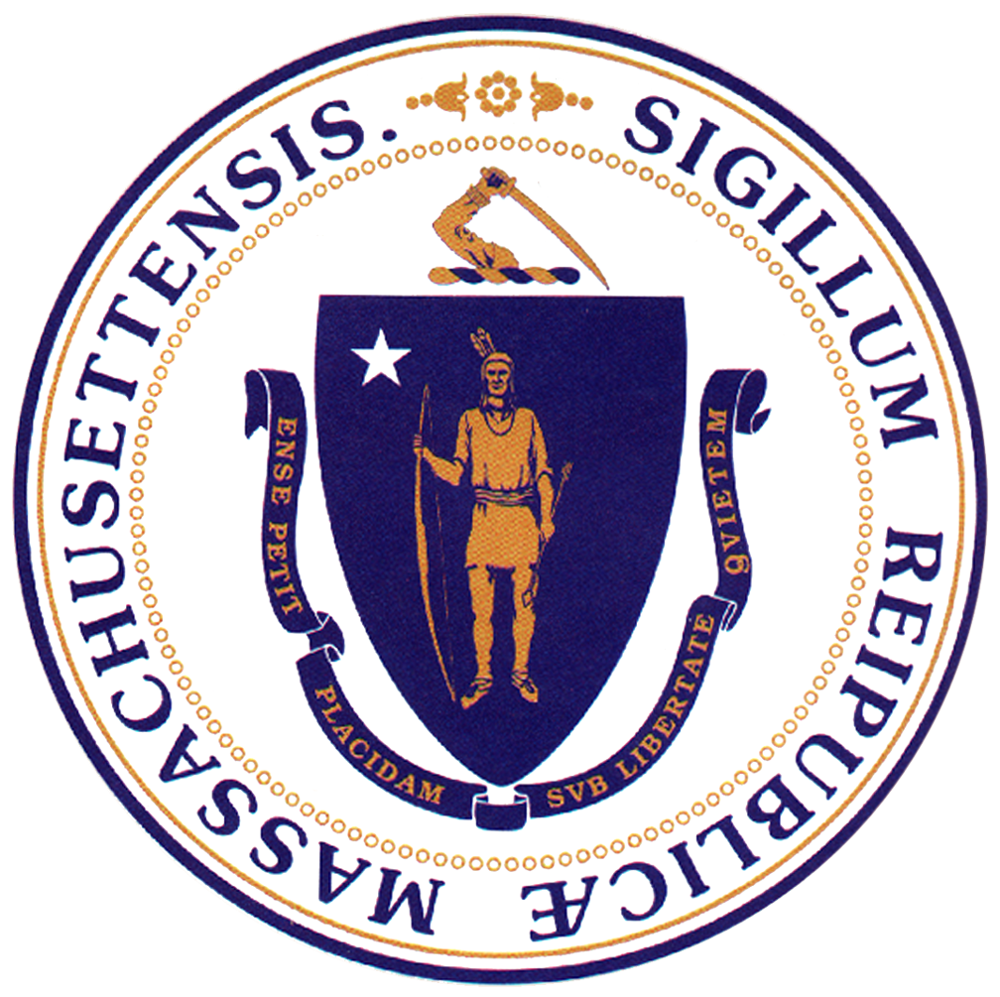 SIGILLUM REIPUBLICÆ MASSACHUSETTENSIS.
ENSE PETIT
PLACIDAM
SVB LIBERTATE
QVIETEM